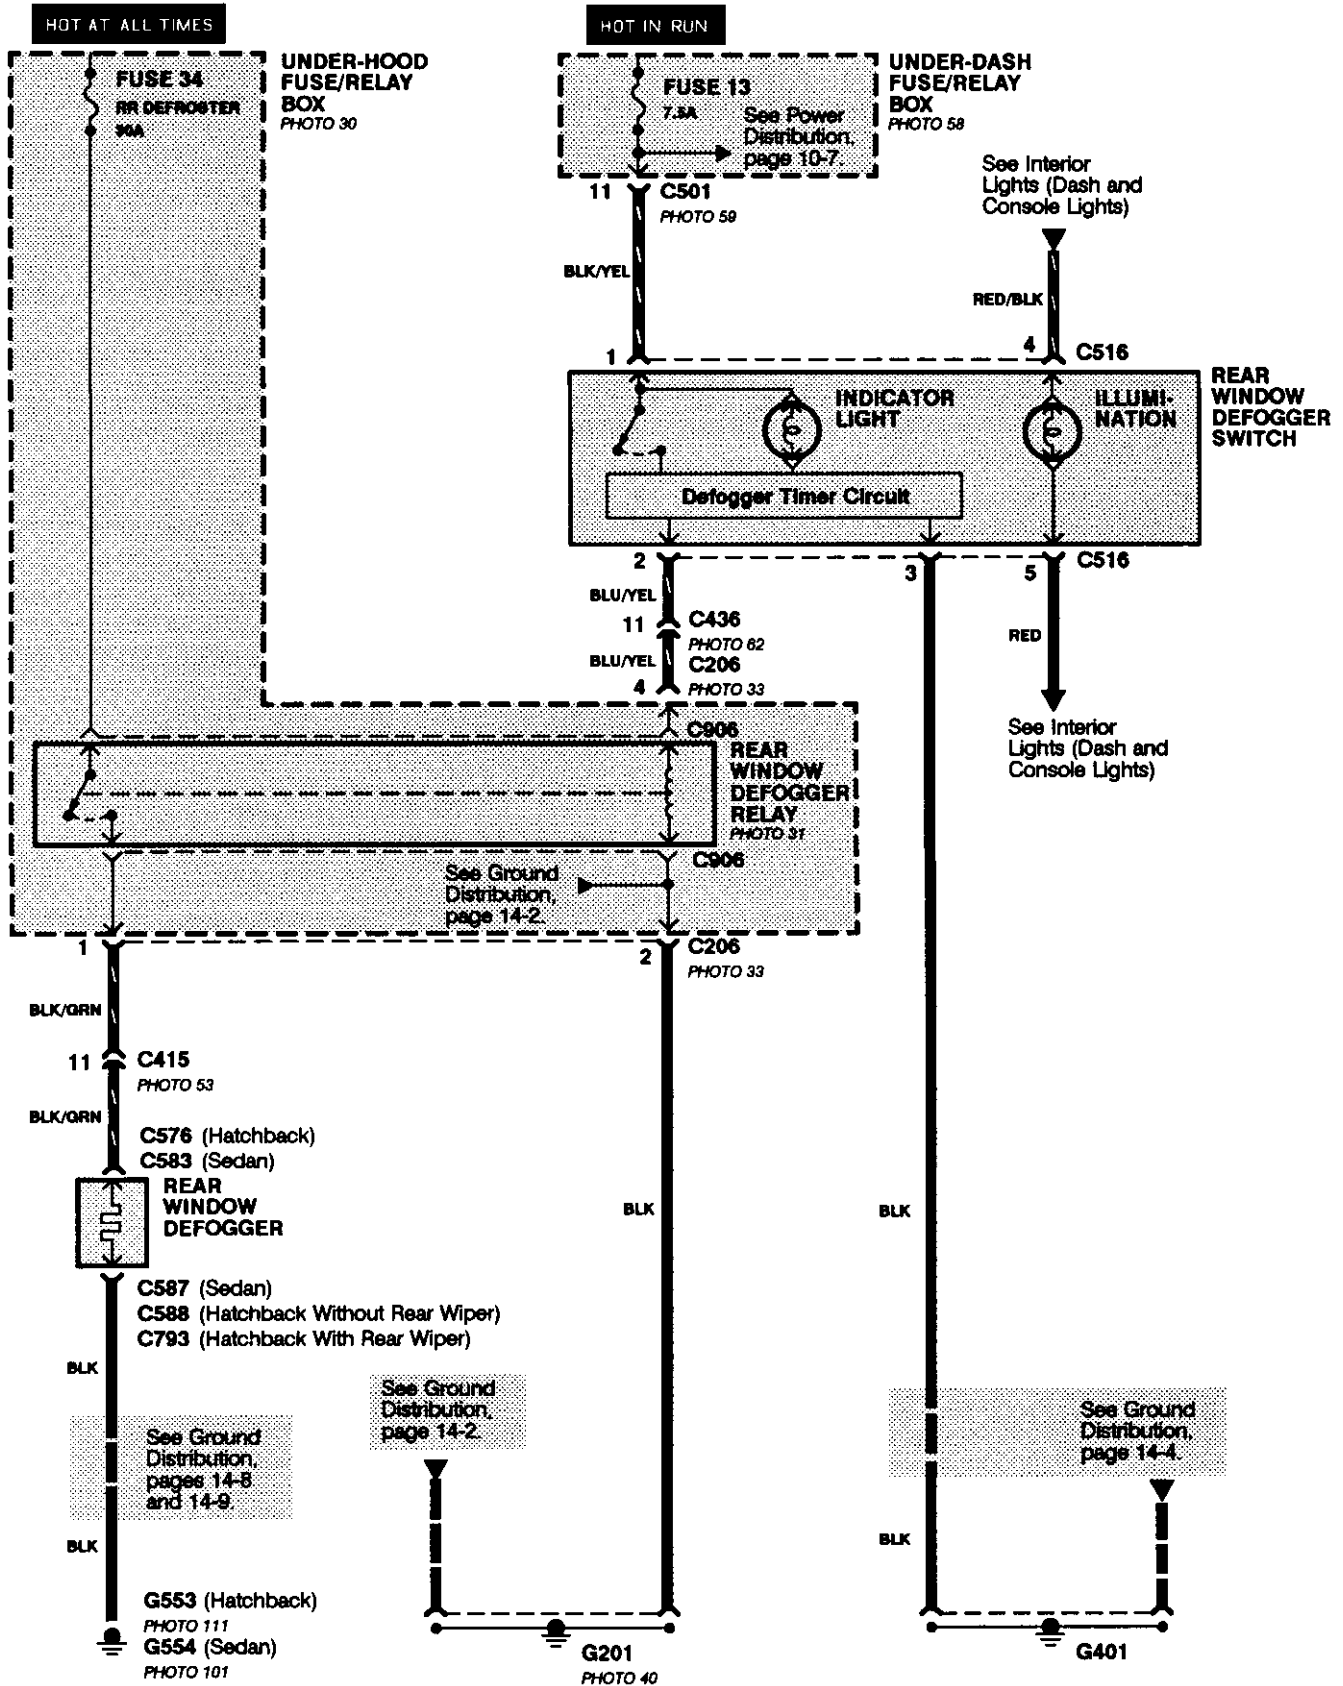 HOT AT ALL TIMES
HOT IN RUN
FUSE 34
RR DEFROSTER
30A
UNDER-HOOD
FUSE/RELAY
BOX
PHOTO 30
FUSE 13
7.5A
See Power
Distribution,
page 10-7.
UNDER-DASH
FUSE/RELAY
BOX
PHOTO 58
11 C501
PHOTO 59
See Interior
Lights (Dash and
Console Lights)
BLK/YEL
RED/BLK
1
4 C516
INDICATOR
LIGHT
ILLUMI-
NATION
REAR
WINDOW
DEFOGGER
SWITCH
Defogger Timer Circuit
2
3
5 C516
BLU/YEL
11 C436
PHOTO 62
BLU/YEL
C206
4 PHOTO 33
RED
See Interior
Lights (Dash and
Console Lights)
C906
REAR
WINDOW
DEFOGGER
RELAY
PHOTO 31
C906
See Ground
Distribution,
page 14-2.
1
2 C206
PHOTO 33
BLK/GRN
11 C415
PHOTO 53
BLK/GRN
C576 (Hatchback)
C583 (Sedan)
REAR
WINDOW
DEFOGGER
BLK
BLK
C587 (Sedan)
C588 (Hatchback Without Rear Wiper)
C793 (Hatchback With Rear Wiper)
BLK
See Ground
Distribution,
pages 14-8
and 14-9.
See Ground
Distribution,
page 14-2.
See Ground
Distribution,
page 14-4.
BLK
BLK
G553 (Hatchback)
PHOTO 111
G554 (Sedan)
PHOTO 101
G201
PHOTO 40
G401